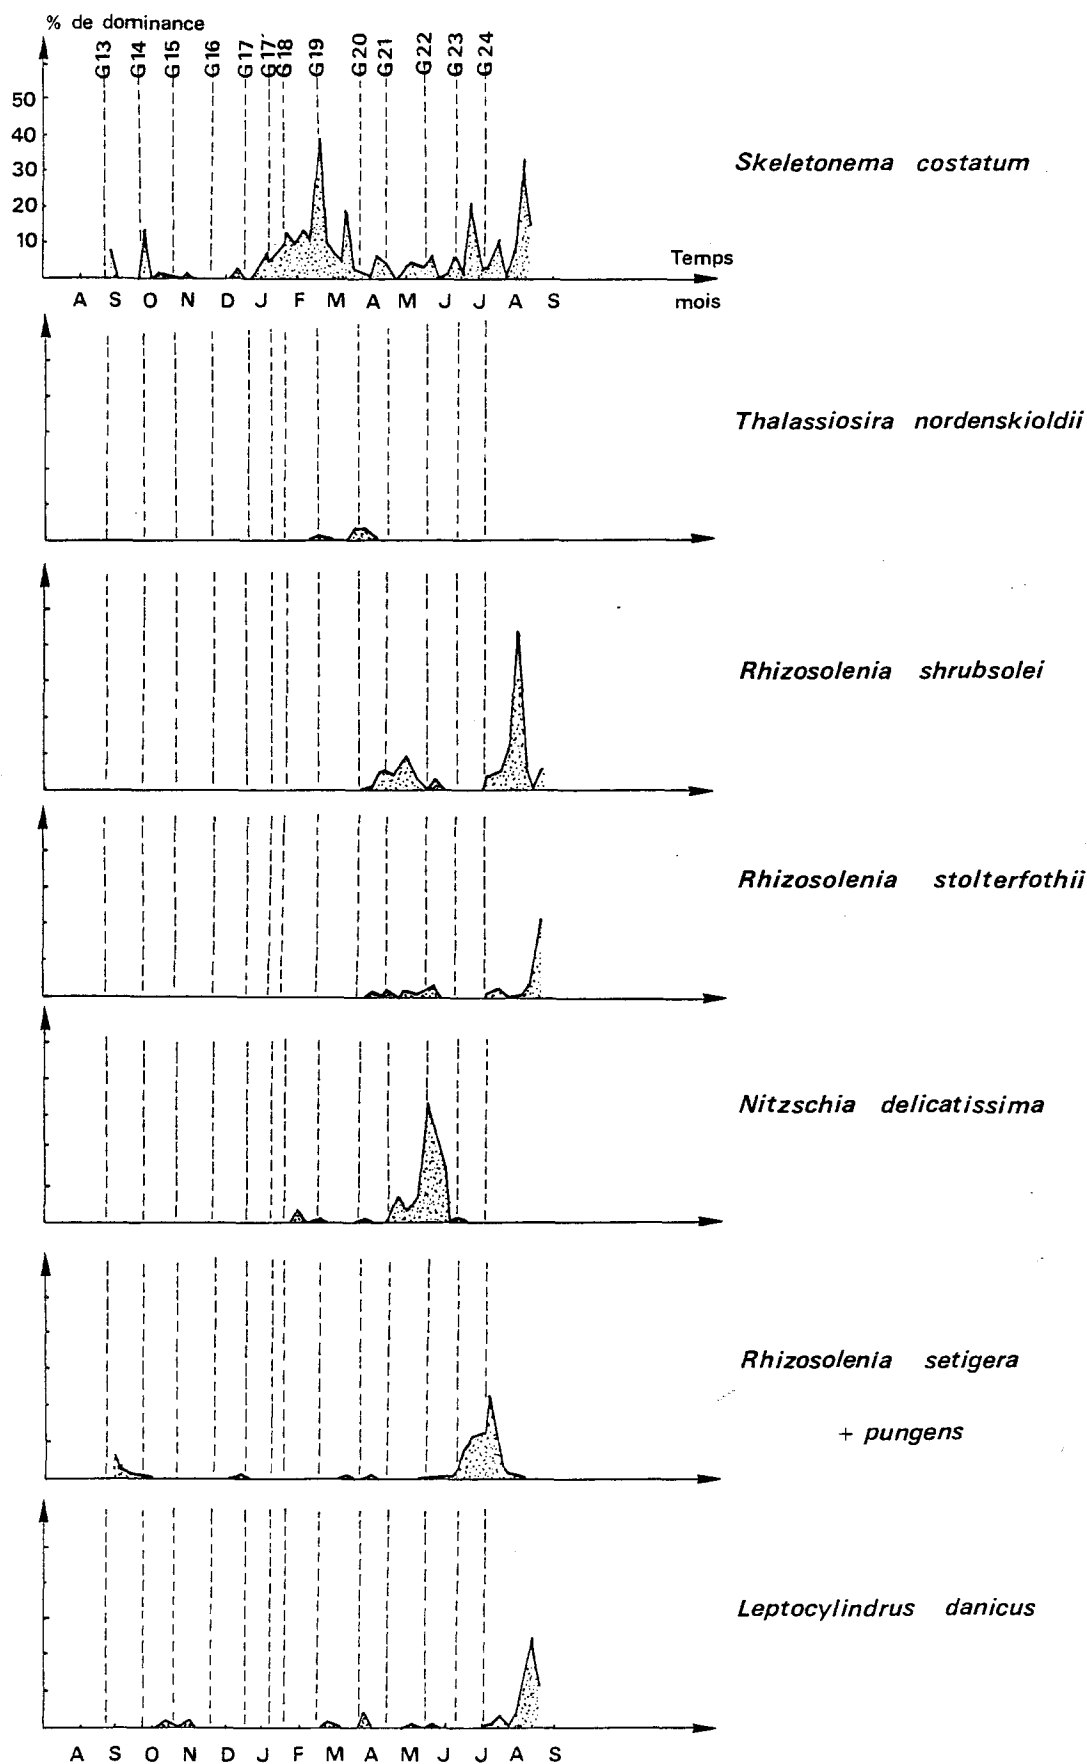 % de dominance
G13 G14 G15 G16 G17 G17' G18 G19 G20 G21 G22 G23 G24
50
40
30
20
10
Skeletonema costatum
Temps
A S O N D J F M A M J J A S mois
Thalassiosira nordenskioldii
Rhizosolenia shrubsolei
Rhizosolenia stolterfothii
Nitzschia delicatissima
Rhizosolenia setigera
+ pungens
Leptocylindrus danicus
A S O N D J F M A M J J A S